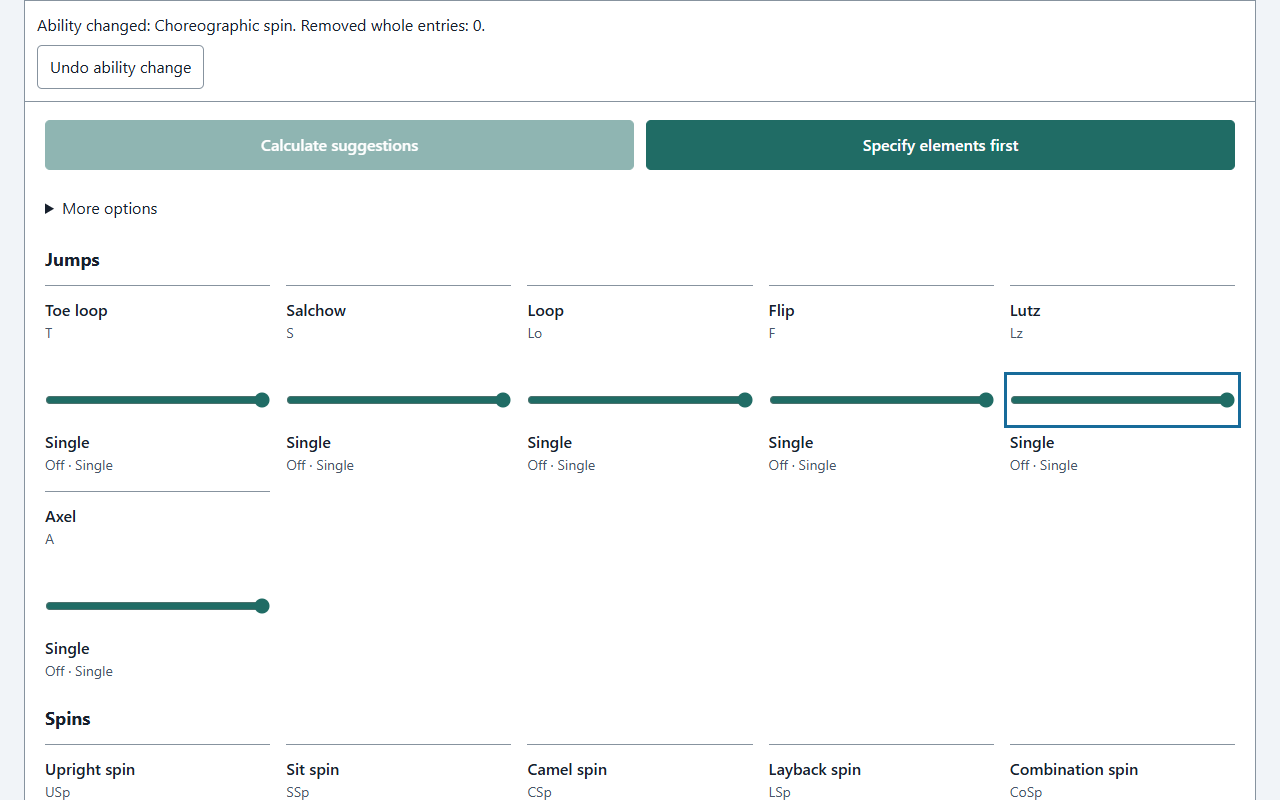 Ability changed: Choreographic spin. Removed whole entries: 0.
Undo ability change
Calculate suggestions
Specify elements first
More options
Jumps
Toe loop
T
Single
Off · Single
Salchow
S
Single
Off · Single
Loop
Lo
Single
Off · Single
Flip
F
Single
Off · Single
Lutz
Lz
Single
Off · Single
Axel
A
Single
Off · Single
Spins
Upright spin
USp
Sit spin
SSp
Camel spin
CSp
Layback spin
LSp
Combination spin
CoSp